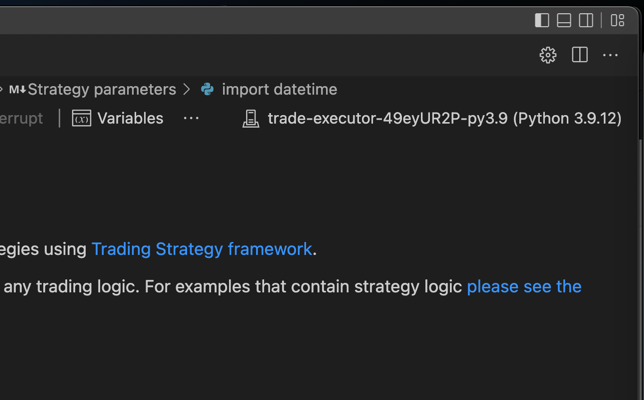 Strategy parameters > import datetime
errupt | Variables ··· trade-executor-49eyUR2P-py3.9 (Python 3.9.12)
egies using Trading Strategy framework.
any trading logic. For examples that contain strategy logic please see the